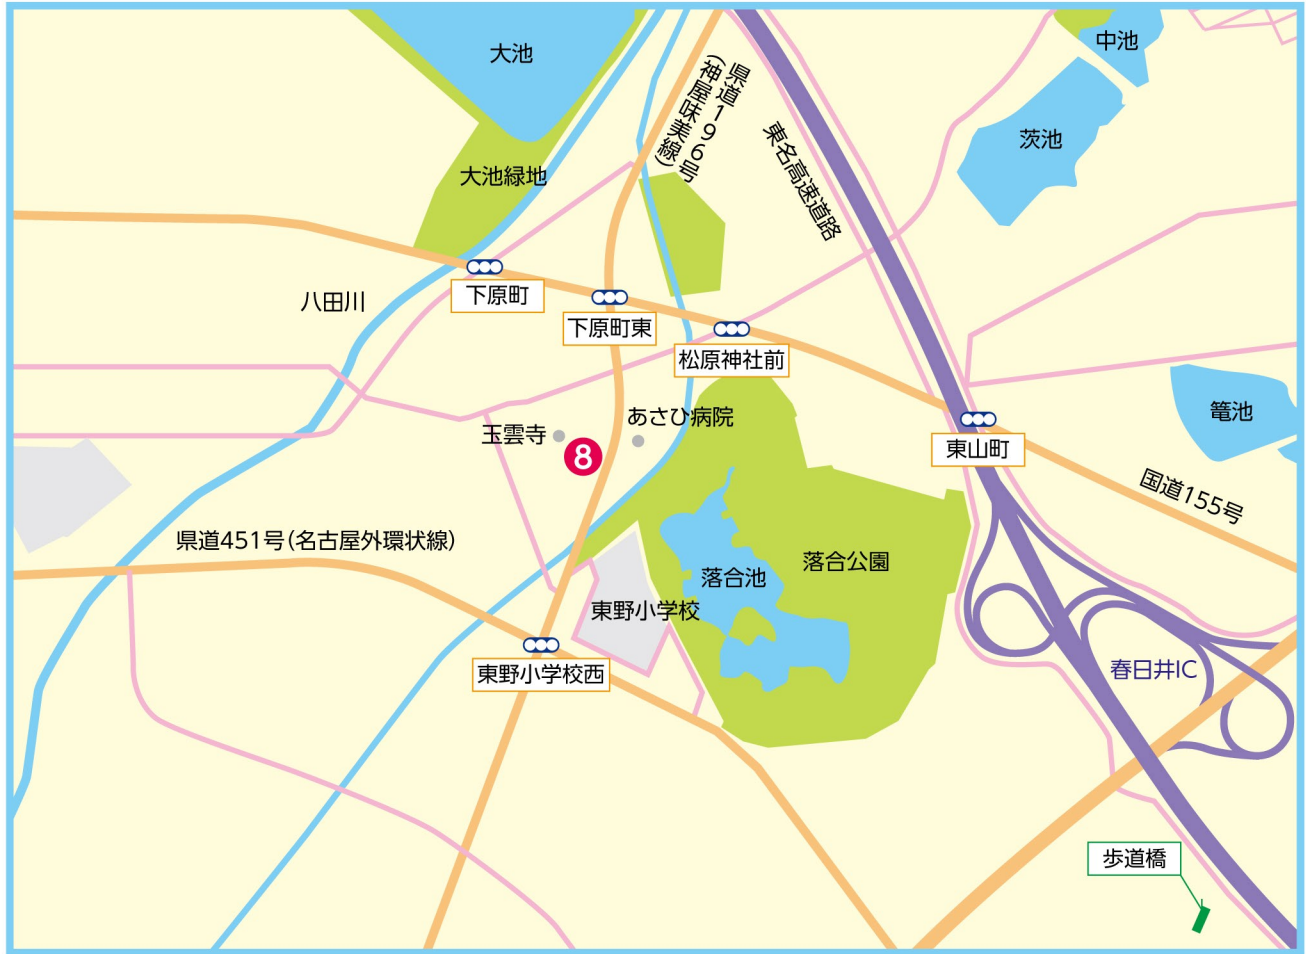 大池
中池
県道196号
(神屋味美線)
東名高速道路
茨池
大池緑地
八田川
下原町
下原町東
松原神社前
篭池
玉雲寺
8
あさひ病院
東山町
国道155号
県道451号(名古屋外環状線)
落合公園
落合池
東野小学校
東野小学校西
春日井IC
歩道橋